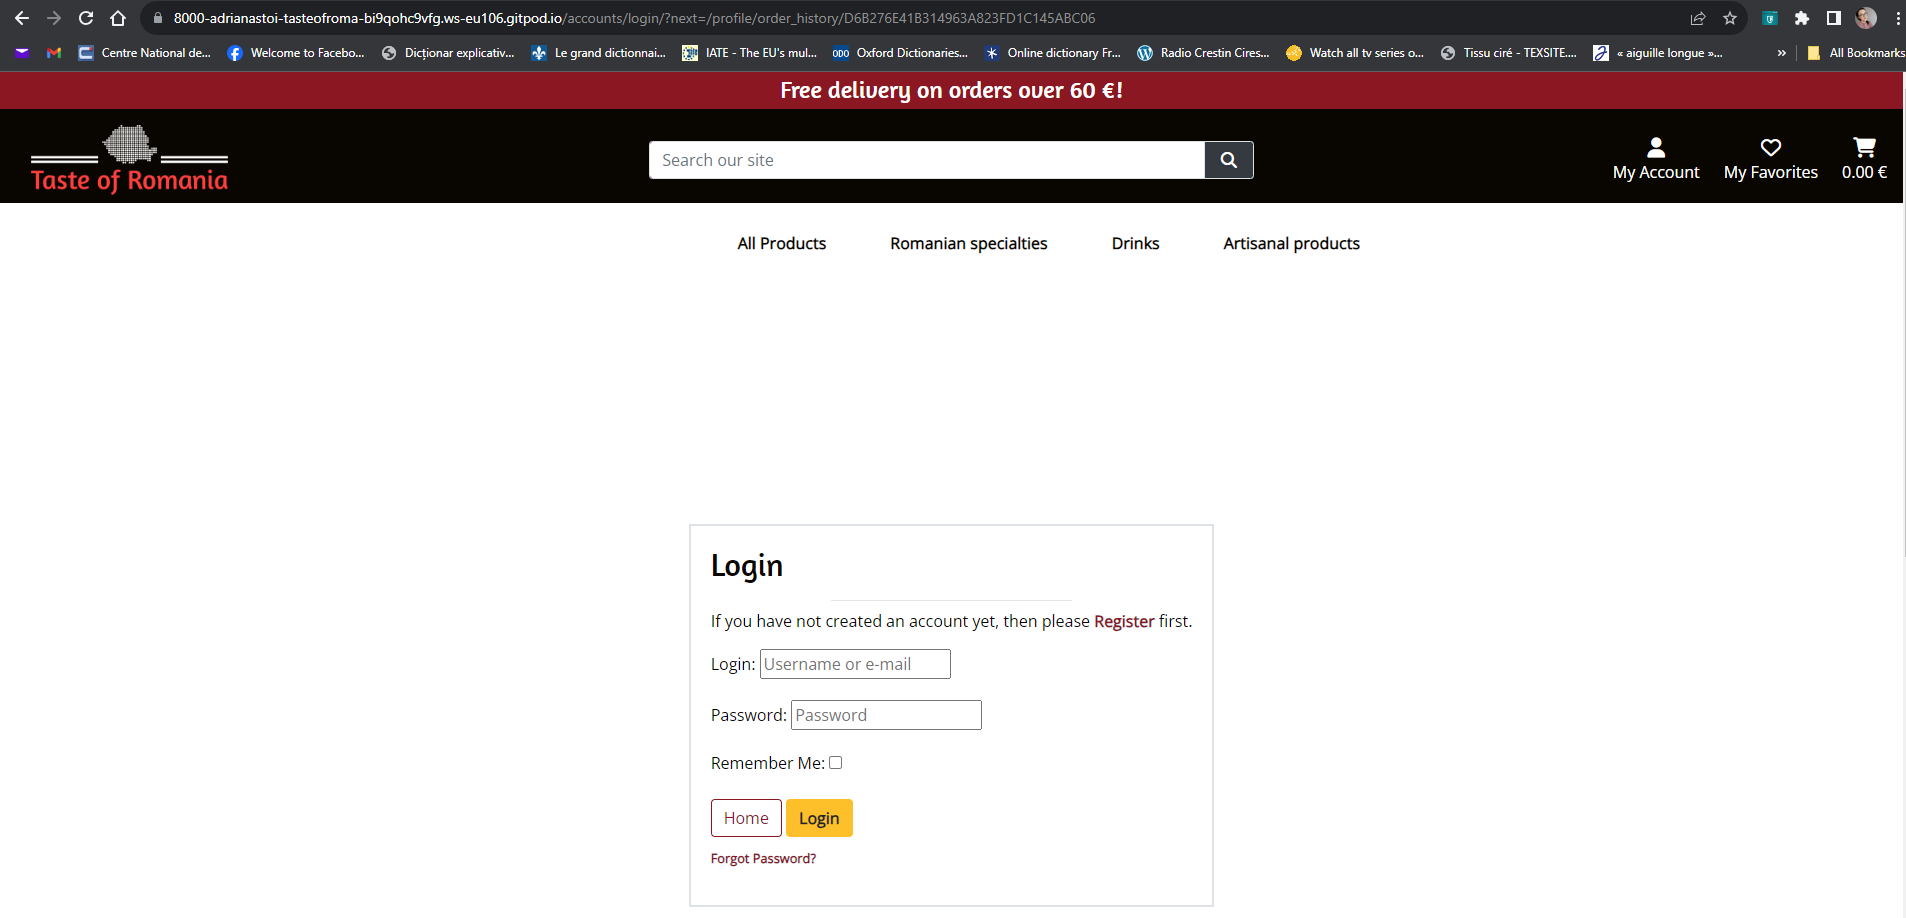 8000-adrianastoi-tasteofroma-bi9qohc9vfg.ws-eu106.gitpod.io/accounts/login/?next=/profile/order_history/D6B276E41B314963A823FD1C145ABC06
Centre National de... Welcome to Facebo... Dicționar explicativ... Le grand dictionnai... IATE - The EU's mul... ODO Oxford Dictionaries... Online dictionary Fr... Radio Crestin Cires... Watch all tv series o... Tissu ciré - TEXSITE.... « aiguille longue »... » All Bookmarks
Free delivery on orders over 60 €!
Taste of Romania
Search our site
My Account My Favorites 0.00 €
All Products Romanian specialties Drinks Artisanal products
Login
If you have not created an account yet, then please Register first.
Login: Username or e-mail
Password: Password
Remember Me:
Home Login
Forgot Password?